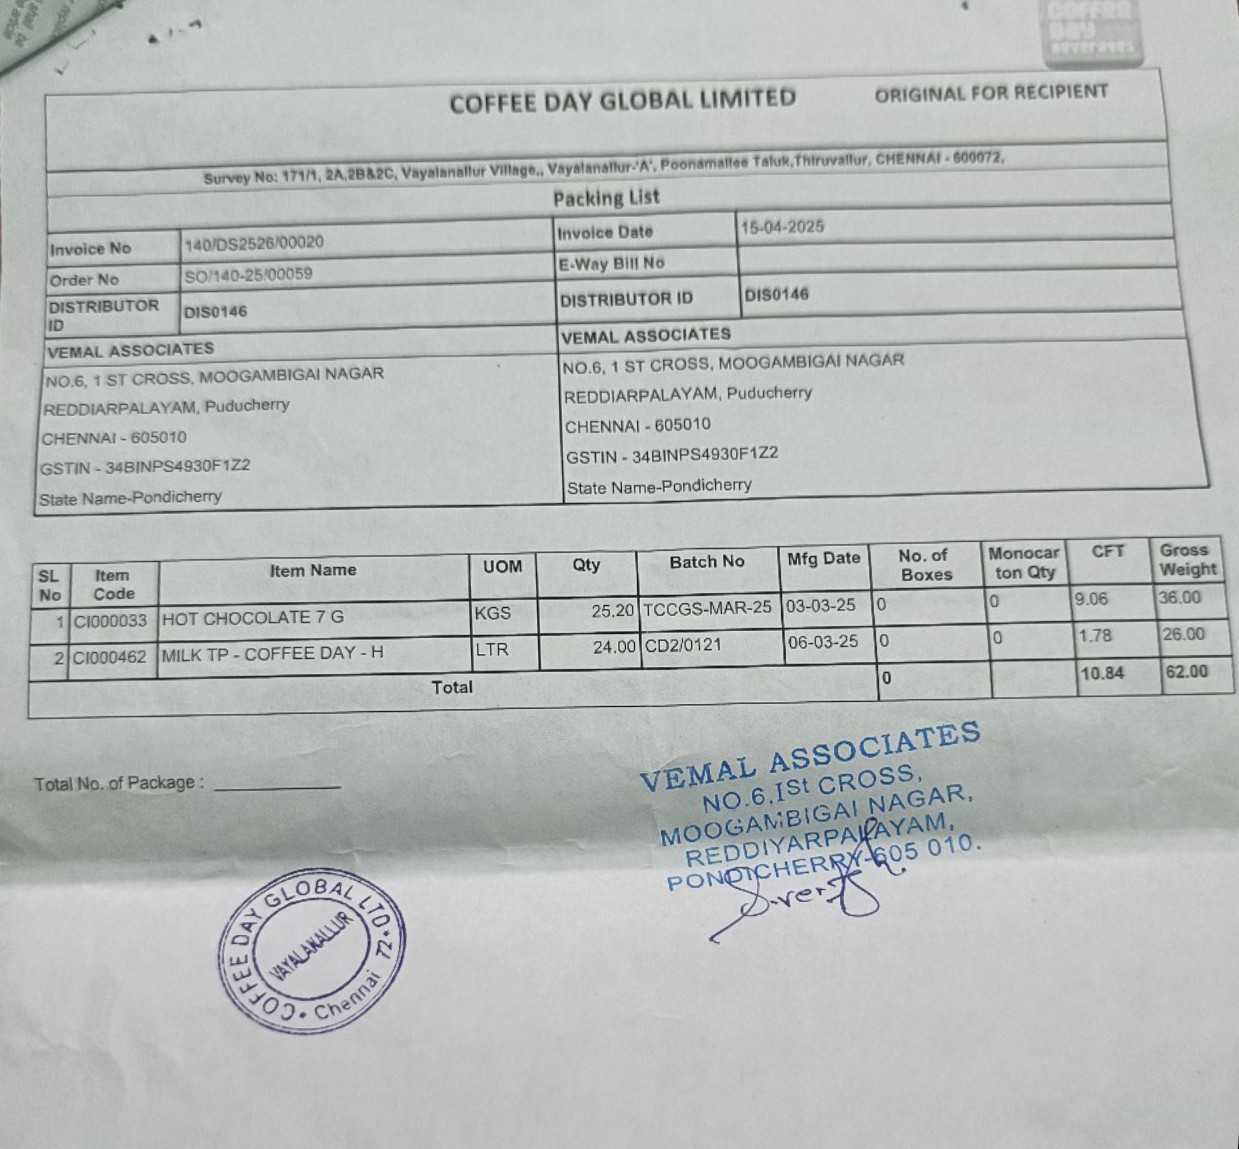 COFFEE
DAY
beverages
COFFEE DAY GLOBAL LIMITED ORIGINAL FOR RECIPIENT
Survey No: 171/1, 2A,2B&2C, Vayalanallur Village,, Vayalanallur-'A', Poonamallee Taluk,Thiruvallur, CHENNAI - 600072,
Packing List
Invoice No 140/DS2526/00020 Invoice Date 15-04-2025
Order No SO/140-25/00059 E-Way Bill No
DISTRIBUTOR ID DIS0146 DISTRIBUTOR ID DIS0146
VEMAL ASSOCIATES VEMAL ASSOCIATES
NO.6, 1 ST CROSS, MOOGAMBIGAI NAGAR NO.6, 1 ST CROSS, MOOGAMBIGAI NAGAR
REDDIARPALAYAM, Puducherry REDDIARPALAYAM, Puducherry
CHENNAI - 605010 CHENNAI - 605010
GSTIN - 34BINPS4930F1Z2 GSTIN - 34BINPS4930F1Z2
State Name-Pondicherry State Name-Pondicherry
SL No Item Code Item Name UOM Qty Batch No Mfg Date No. of Boxes Monocar ton Qty CFT Gross Weight
1 CI000033 HOT CHOCOLATE 7 G KGS 25.20 TCCGS-MAR-25 03-03-25 0 0 9.06 36.00
2 CI000462 MILK TP - COFFEE DAY - H LTR 24.00 CD2/0121 06-03-25 0 0 1.78 26.00
Total 0 10.84 62.00
Total No. of Package :
VEMAL ASSOCIATES
NO.6,ISt CROSS,
MOOGAMBIGAI NAGAR,
REDDIYARPALAYAM,
PONDICHERRY-605 010.
COFFEE DAY GLOBAL LTD.
VAYALANALLUR
Chennai 72